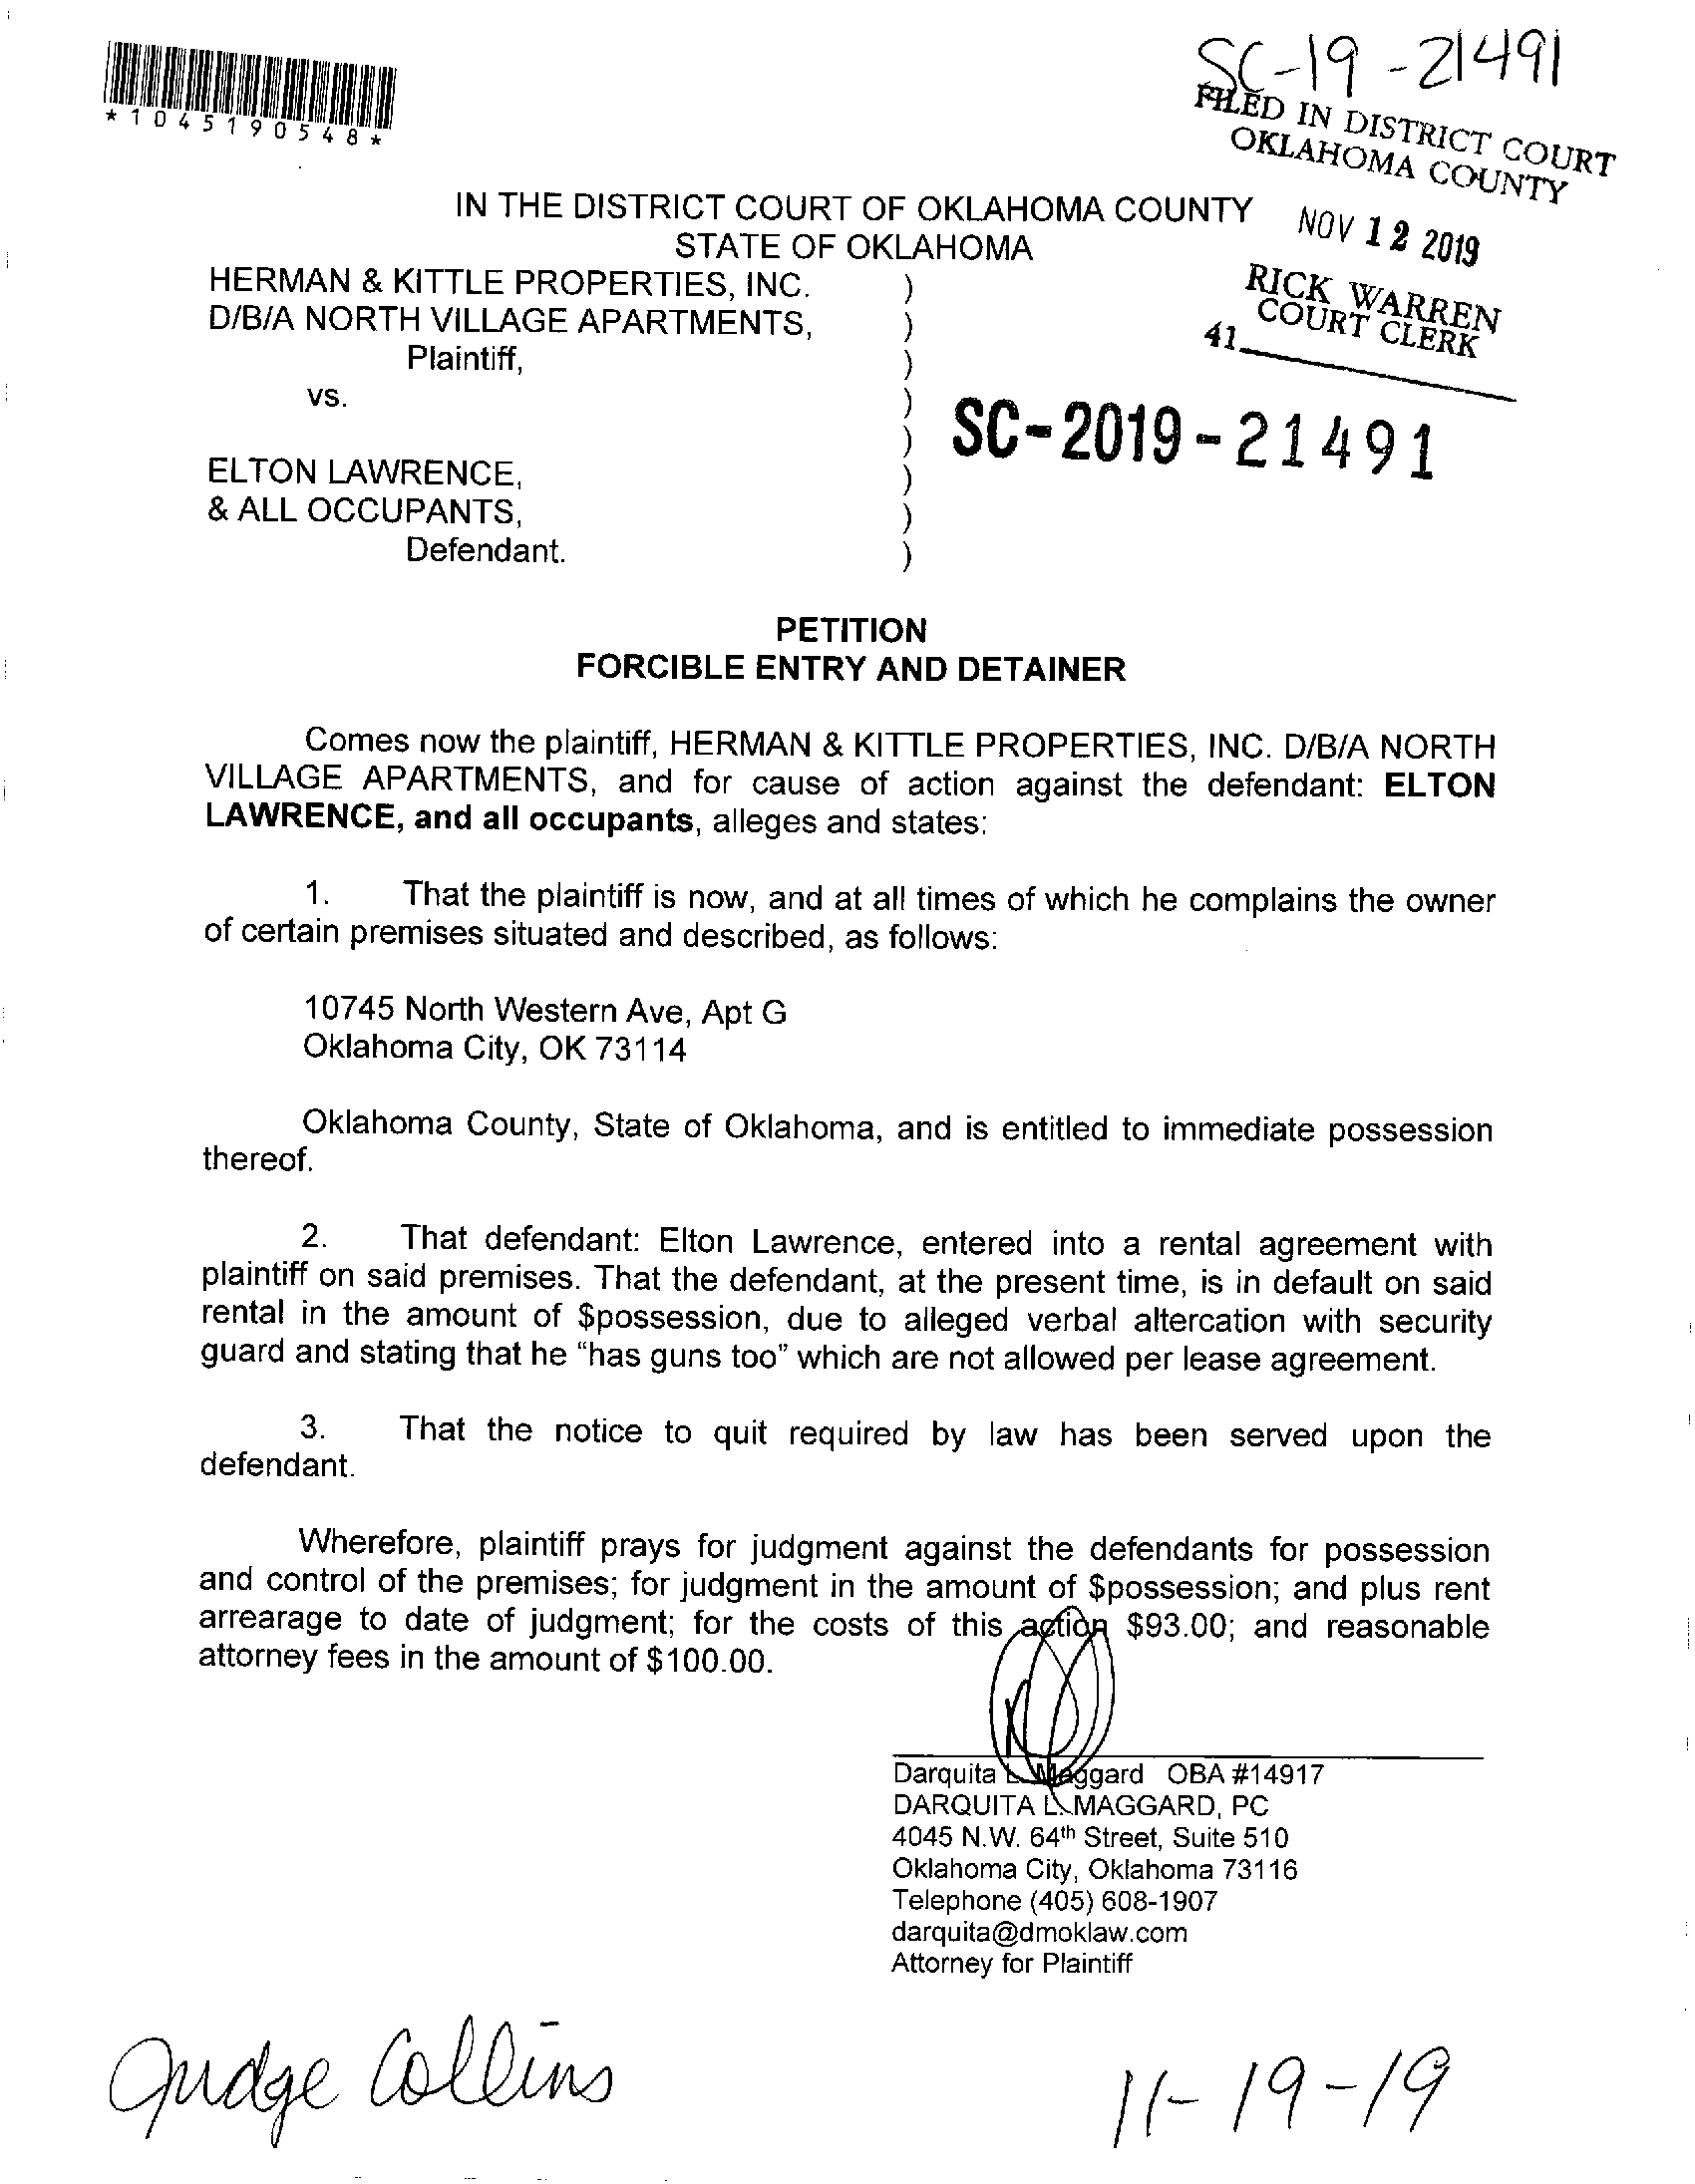 SC-19-21491
*1045190548*
FILED IN DISTRICT COURT
OKLAHOMA COUNTY
IN THE DISTRICT COURT OF OKLAHOMA COUNTY
STATE OF OKLAHOMA
NOV 12 2019
RICK WARREN
COURT CLERK
41
HERMAN & KITTLE PROPERTIES, INC. )
D/B/A NORTH VILLAGE APARTMENTS, )
Plaintiff, )
vs. )
)
SC-2019-21491
ELTON LAWRENCE, )
& ALL OCCUPANTS, )
Defendant. )
PETITION
FORCIBLE ENTRY AND DETAINER
Comes now the plaintiff, HERMAN & KITTLE PROPERTIES, INC. D/B/A NORTH
VILLAGE APARTMENTS, and for cause of action against the defendant: ELTON
LAWRENCE, and all occupants, alleges and states:
1. That the plaintiff is now, and at all times of which he complains the owner
of certain premises situated and described, as follows:
10745 North Western Ave, Apt G
Oklahoma City, OK 73114
Oklahoma County, State of Oklahoma, and is entitled to immediate possession
thereof.
2. That defendant: Elton Lawrence, entered into a rental agreement with
plaintiff on said premises. That the defendant, at the present time, is in default on said
rental in the amount of $possession, due to alleged verbal altercation with security
guard and stating that he "has guns too" which are not allowed per lease agreement.
3. That the notice to quit required by law has been served upon the
defendant.
Wherefore, plaintiff prays for judgment against the defendants for possession
and control of the premises; for judgment in the amount of $possession; and plus rent
arrearage to date of judgment; for the costs of this action $93.00; and reasonable
attorney fees in the amount of $100.00.
Darquita L. Maggard OBA #14917
DARQUITA L. MAGGARD, PC
4045 N.W. 64th Street, Suite 510
Oklahoma City, Oklahoma 73116
Telephone (405) 608-1907
darquita@dmoklaw.com
Attorney for Plaintiff
Judge Collins
11-19-19